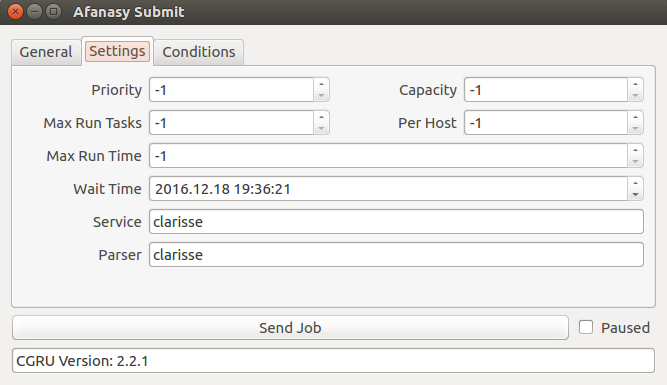 Afanasy Submit
General Settings Conditions
Priority -1 Capacity -1
Max Run Tasks -1 Per Host -1
Max Run Time -1
Wait Time 2016.12.18 19:36:21
Service clarisse
Parser clarisse
Send Job Paused
CGRU Version: 2.2.1